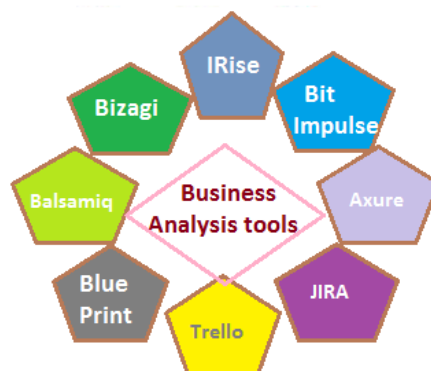 IRise
Bizagi
Bit
Impulse
Balsamiq
Business
Analysis tools
Axure
Blue
Print
JIRA
Trello